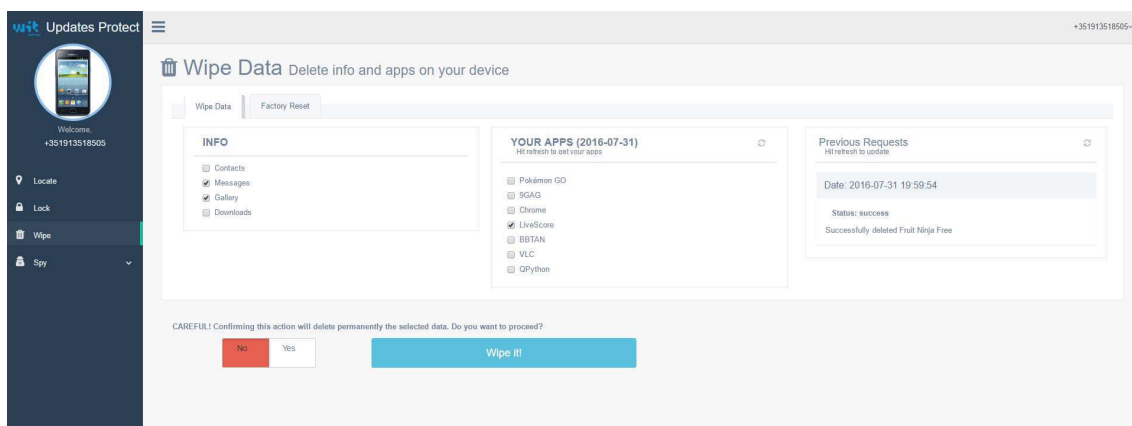 wit Updates Protect
+351913518505
Welcome,
+351913518505
Locate
Lock
Wipe
Spy
Wipe Data Delete info and apps on your device
Wipe Data
Factory Reset
INFO
Contacts
Messages
Gallery
Downloads
YOUR APPS (2016-07-31)
Hit refresh to get your apps
Pokémon GO
9GAG
Chrome
LiveScore
BBTAN
VLC
QPython
Previous Requests
Hit refresh to update
Date: 2016-07-31 19:59:54
Status: success
Successfully deleted Fruit Ninja Free
CAREFUL! Confirming this action will delete permanently the selected data. Do you want to proceed?
No
Yes
Wipe it!